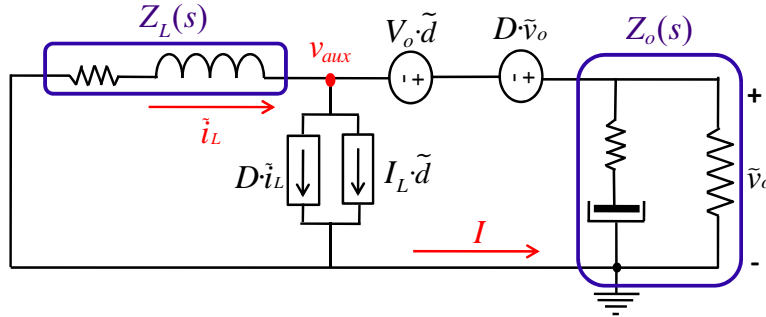 Z_L(s)
V_o·d̃
D·ṽ_o
Z_o(s)
v_aux
- +
- +
+
ĩ_L
D·ĩ_L
I_L·d̃
ṽ_o
I
-